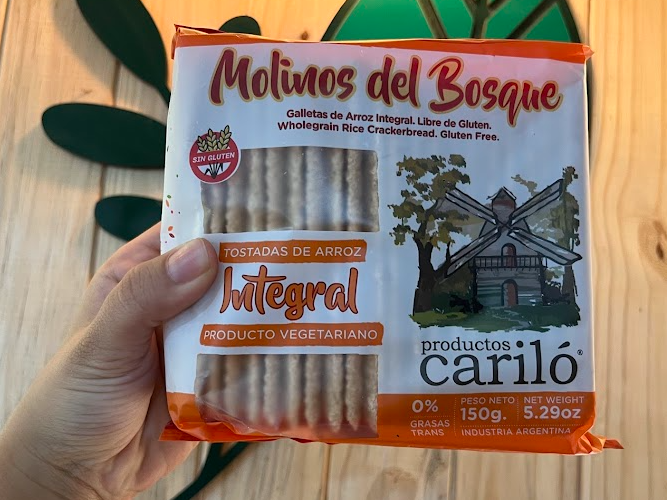 Molinos del Bosque
Galletas de Arroz Integral. Libre de Gluten.
Wholegrain Rice Crackerbread. Gluten Free.
SIN GLUTEN
TOSTADAS DE ARROZ
Integral
PRODUCTO VEGETARIANO
productos
cariló®
0%
GRASAS
TRANS
PESO NETO
150g.
NET WEIGHT
5.29oz
INDUSTRIA ARGENTINA